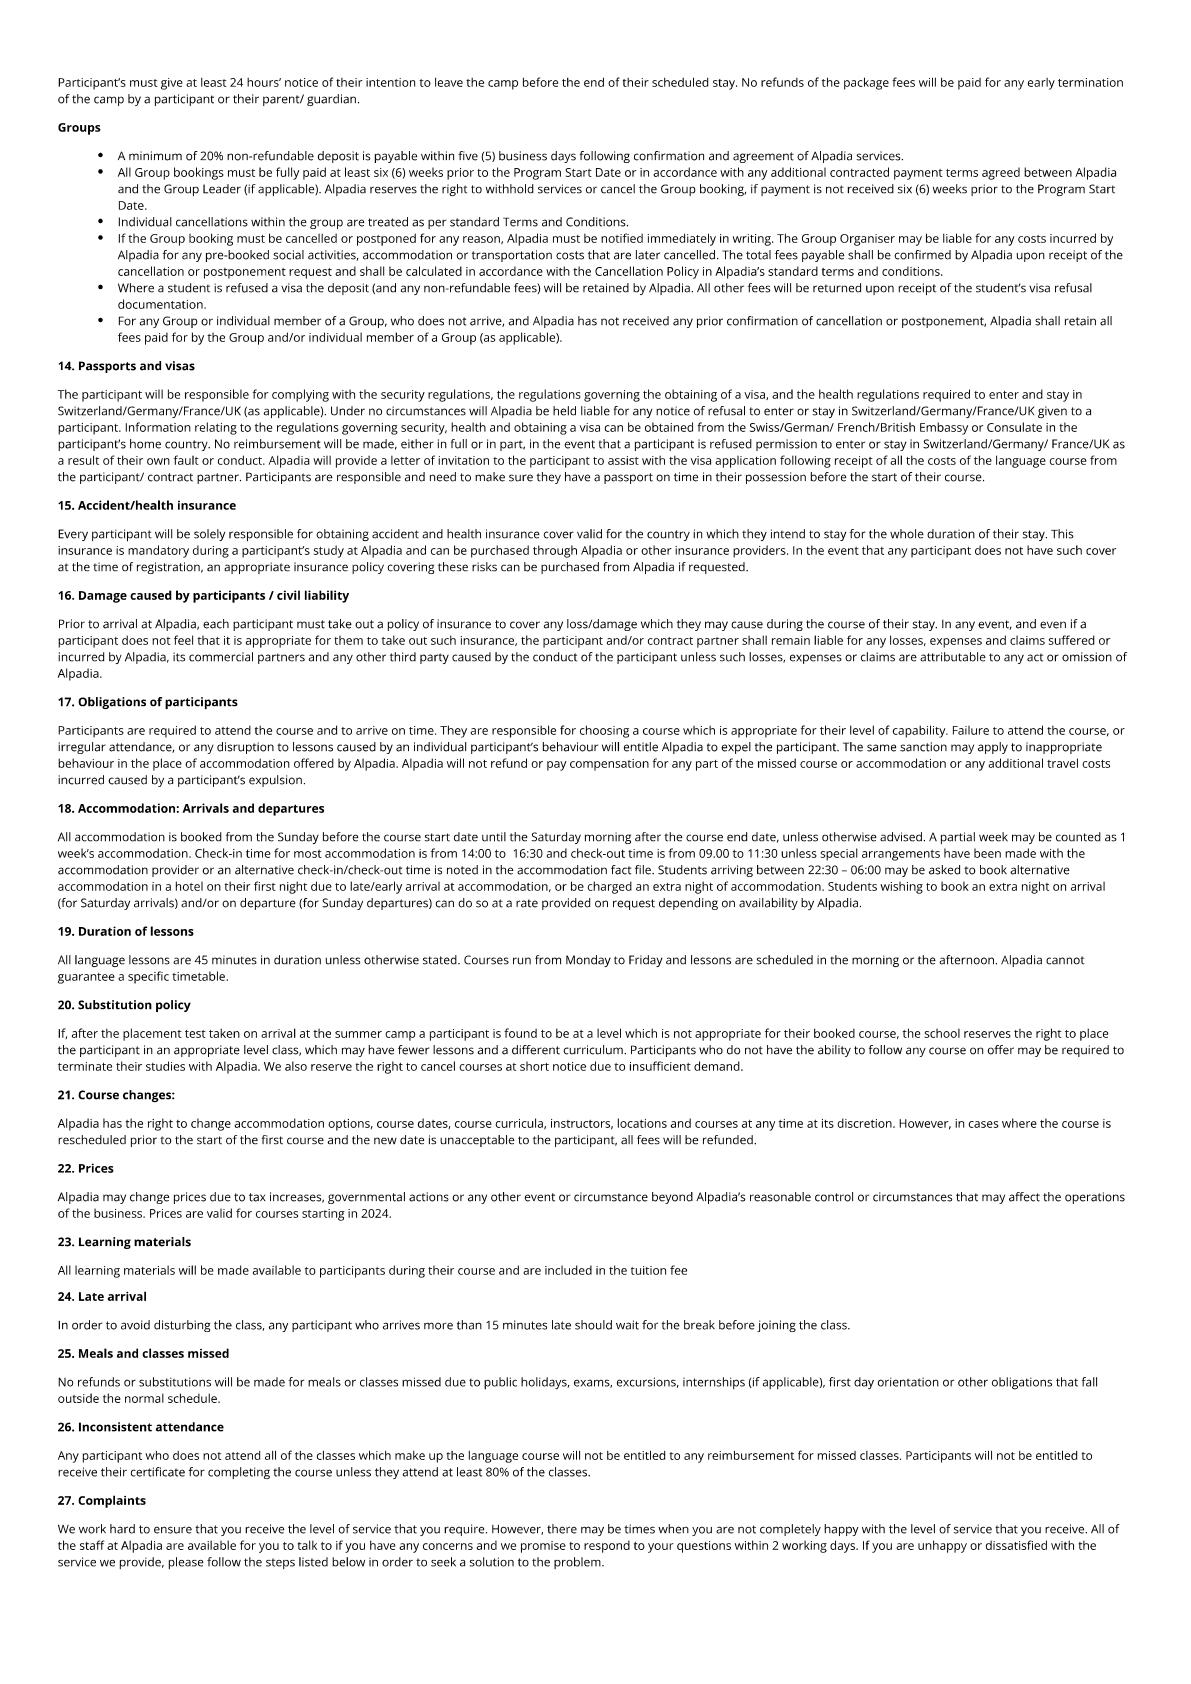 Participant’s must give at least 24 hours’ notice of their intention to leave the camp before the end of their scheduled stay. No refunds of the package fees will be paid for any early termination
of the camp by a participant or their parent/ guardian.
Groups
• A minimum of 20% non-refundable deposit is payable within five (5) business days following confirmation and agreement of Alpadia services.
• All Group bookings must be fully paid at least six (6) weeks prior to the Program Start Date or in accordance with any additional contracted payment terms agreed between Alpadia
and the Group Leader (if applicable). Alpadia reserves the right to withhold services or cancel the Group booking, if payment is not received six (6) weeks prior to the Program Start
Date.
• Individual cancellations within the group are treated as per standard Terms and Conditions.
• If the Group booking must be cancelled or postponed for any reason, Alpadia must be notified immediately in writing. The Group Organiser may be liable for any costs incurred by
Alpadia for any pre-booked social activities, accommodation or transportation costs that are later cancelled. The total fees payable shall be confirmed by Alpadia upon receipt of the
cancellation or postponement request and shall be calculated in accordance with the Cancellation Policy in Alpadia’s standard terms and conditions.
• Where a student is refused a visa the deposit (and any non-refundable fees) will be retained by Alpadia. All other fees will be returned upon receipt of the student’s visa refusal
documentation.
• For any Group or individual member of a Group, who does not arrive, and Alpadia has not received any prior confirmation of cancellation or postponement, Alpadia shall retain all
fees paid for by the Group and/or individual member of a Group (as applicable).
14. Passports and visas
The participant will be responsible for complying with the security regulations, the regulations governing the obtaining of a visa, and the health regulations required to enter and stay in
Switzerland/Germany/France/UK (as applicable). Under no circumstances will Alpadia be held liable for any notice of refusal to enter or stay in Switzerland/Germany/France/UK given to a
participant. Information relating to the regulations governing security, health and obtaining a visa can be obtained from the Swiss/German/ French/British Embassy or Consulate in the
participant’s home country. No reimbursement will be made, either in full or in part, in the event that a participant is refused permission to enter or stay in Switzerland/Germany/ France/UK as
a result of their own fault or conduct. Alpadia will provide a letter of invitation to the participant to assist with the visa application following receipt of all the costs of the language course from
the participant/ contract partner. Participants are responsible and need to make sure they have a passport on time in their possession before the start of their course.
15. Accident/health insurance
Every participant will be solely responsible for obtaining accident and health insurance cover valid for the country in which they intend to stay for the whole duration of their stay. This
insurance is mandatory during a participant’s study at Alpadia and can be purchased through Alpadia or other insurance providers. In the event that any participant does not have such cover
at the time of registration, an appropriate insurance policy covering these risks can be purchased from Alpadia if requested.
16. Damage caused by participants / civil liability
Prior to arrival at Alpadia, each participant must take out a policy of insurance to cover any loss/damage which they may cause during the course of their stay. In any event, and even if a
participant does not feel that it is appropriate for them to take out such insurance, the participant and/or contract partner shall remain liable for any losses, expenses and claims suffered or
incurred by Alpadia, its commercial partners and any other third party caused by the conduct of the participant unless such losses, expenses or claims are attributable to any act or omission of
Alpadia.
17. Obligations of participants
Participants are required to attend the course and to arrive on time. They are responsible for choosing a course which is appropriate for their level of capability. Failure to attend the course, or
irregular attendance, or any disruption to lessons caused by an individual participant’s behaviour will entitle Alpadia to expel the participant. The same sanction may apply to inappropriate
behaviour in the place of accommodation offered by Alpadia. Alpadia will not refund or pay compensation for any part of the missed course or accommodation or any additional travel costs
incurred caused by a participant’s expulsion.
18. Accommodation: Arrivals and departures
All accommodation is booked from the Sunday before the course start date until the Saturday morning after the course end date, unless otherwise advised. A partial week may be counted as 1
week’s accommodation. Check-in time for most accommodation is from 14:00 to 16:30 and check-out time is from 09.00 to 11:30 unless special arrangements have been made with the
accommodation provider or an alternative check-in/check-out time is noted in the accommodation fact file. Students arriving between 22:30 – 06:00 may be asked to book alternative
accommodation in a hotel on their first night due to late/early arrival at accommodation, or be charged an extra night of accommodation. Students wishing to book an extra night on arrival
(for Saturday arrivals) and/or on departure (for Sunday departures) can do so at a rate provided on request depending on availability by Alpadia.
19. Duration of lessons
All language lessons are 45 minutes in duration unless otherwise stated. Courses run from Monday to Friday and lessons are scheduled in the morning or the afternoon. Alpadia cannot
guarantee a specific timetable.
20. Substitution policy
If, after the placement test taken on arrival at the summer camp a participant is found to be at a level which is not appropriate for their booked course, the school reserves the right to place
the participant in an appropriate level class, which may have fewer lessons and a different curriculum. Participants who do not have the ability to follow any course on offer may be required to
terminate their studies with Alpadia. We also reserve the right to cancel courses at short notice due to insufficient demand.
21. Course changes:
Alpadia has the right to change accommodation options, course dates, course curricula, instructors, locations and courses at any time at its discretion. However, in cases where the course is
rescheduled prior to the start of the first course and the new date is unacceptable to the participant, all fees will be refunded.
22. Prices
Alpadia may change prices due to tax increases, governmental actions or any other event or circumstance beyond Alpadia’s reasonable control or circumstances that may affect the operations
of the business. Prices are valid for courses starting in 2024.
23. Learning materials
All learning materials will be made available to participants during their course and are included in the tuition fee
24. Late arrival
In order to avoid disturbing the class, any participant who arrives more than 15 minutes late should wait for the break before joining the class.
25. Meals and classes missed
No refunds or substitutions will be made for meals or classes missed due to public holidays, exams, excursions, internships (if applicable), first day orientation or other obligations that fall
outside the normal schedule.
26. Inconsistent attendance
Any participant who does not attend all of the classes which make up the language course will not be entitled to any reimbursement for missed classes. Participants will not be entitled to
receive their certificate for completing the course unless they attend at least 80% of the classes.
27. Complaints
We work hard to ensure that you receive the level of service that you require. However, there may be times when you are not completely happy with the level of service that you receive. All of
the staff at Alpadia are available for you to talk to if you have any concerns and we promise to respond to your questions within 2 working days. If you are unhappy or dissatisfied with the
service we provide, please follow the steps listed below in order to seek a solution to the problem.